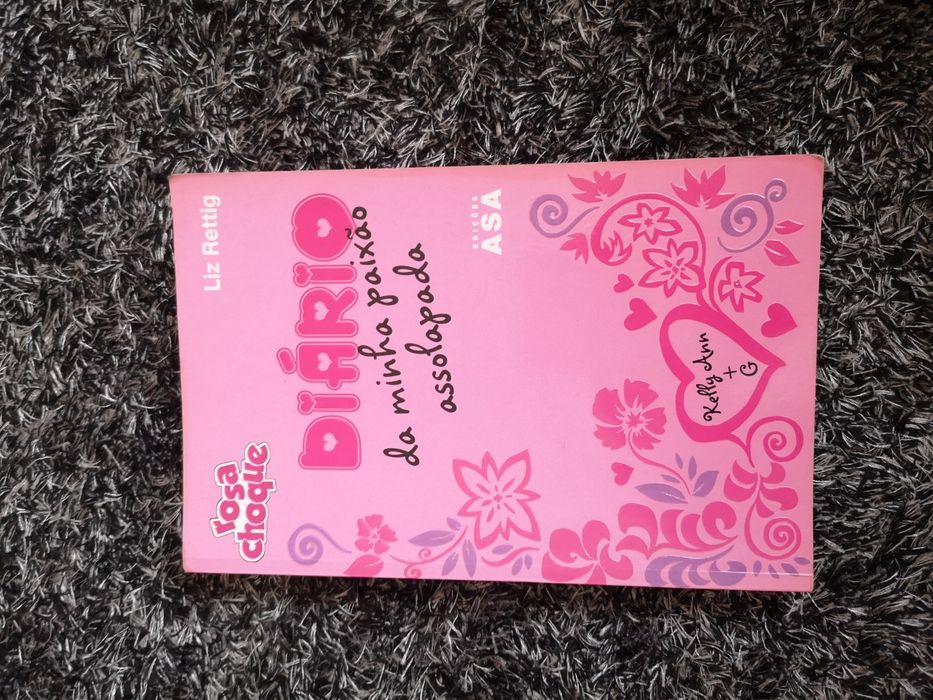 rosa
choque
Liz Rettig
DIÁRIO
da minha paixão
assolapada
EDIÇÕES
ASA
Kelly Ann
+
G